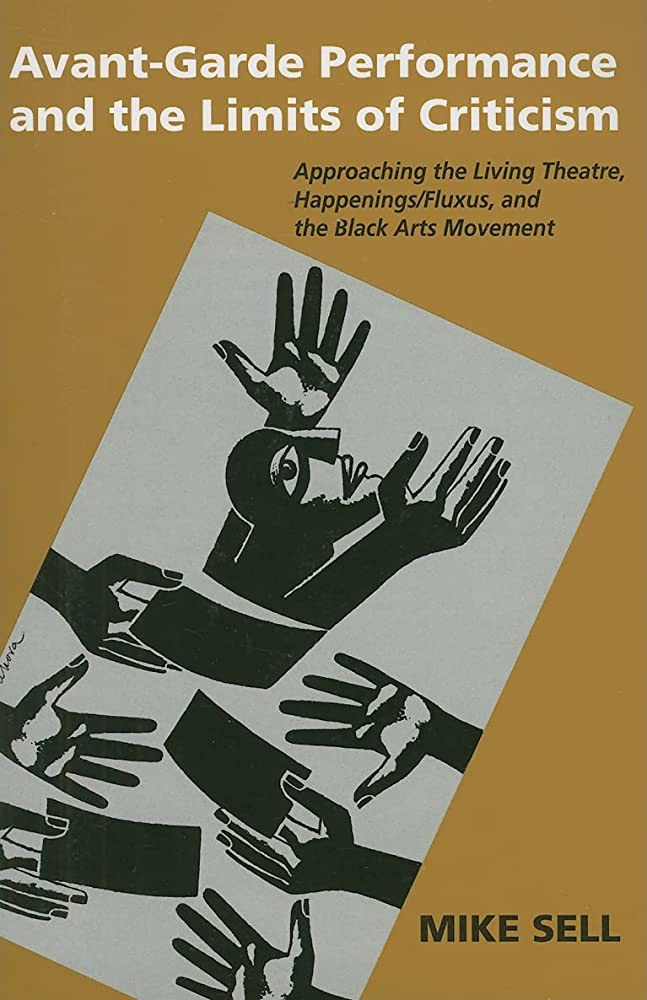 Avant-Garde Performance
and the Limits of Criticism
Approaching the Living Theatre,
Happenings/Fluxus, and
the Black Arts Movement
MIKE SELL